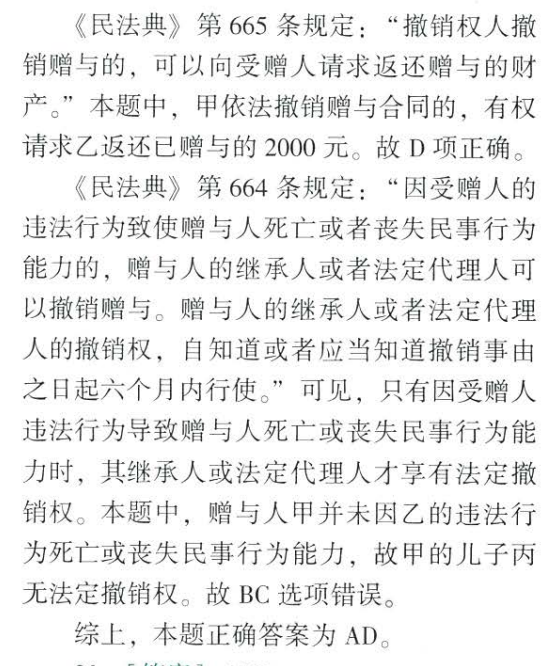 《民法典》第 665 条规定：“撤销权人撤
销赠与的，可以向受赠人请求返还赠与的财
产。”本题中，甲依法撤销赠与合同的，有权
请求乙返还已赠与的 2000 元。故 D 项正确。
《民法典》第 664 条规定：“因受赠人的
违法行为致使赠与人死亡或者丧失民事行为
能力的，赠与人的继承人或者法定代理人可
以撤销赠与。赠与人的继承人或者法定代理
人的撤销权，自知道或者应当知道撤销事由
之日起六个月内行使。”可见，只有因受赠人
违法行为导致赠与人死亡或丧失民事行为能
力时，其继承人或法定代理人才享有法定撤
销权。本题中，赠与人甲并未因乙的违法行
为死亡或丧失民事行为能力，故甲的儿子丙
无法定撤销权。故 BC 选项错误。
综上，本题正确答案为 AD。